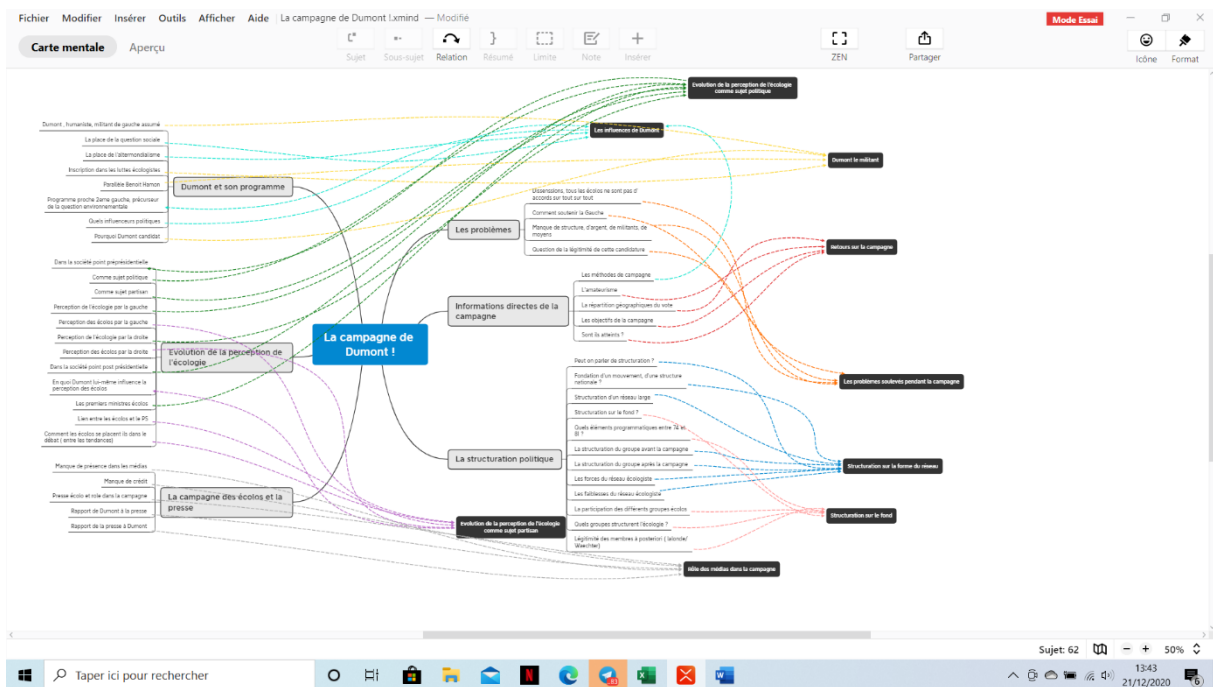 Fichier Modifier Insérer Outils Afficher Aide La campagne de Dumont I.xmind — Modifié
Mode Essai
Carte mentale Aperçu
Sujet Sous-sujet Relation Résumé Limite Note Insérer
ZEN Partager
Icône Format
Evolution de la perception de l'écologie
comme sujet politique
Les influences de Dumont
Dumont le militant
Retours sur la campagne
Les problèmes soulevés pendant la campagne
Structuration sur la forme du réseau
Structuration sur le fond
Rôle des médias dans la campagne
Evolution de la perception de l'écologie
comme sujet partisan
La campagne de
Dumont !
Dumont et son programme
Dumont , humaniste, militant de gauche assumé
La place de la question sociale
La place de l'altermondialisme
Inscription dans les luttes écologistes
Parallèle Benoit Hamon
Programme proche 2eme gauche, précurseur
de la question environnementale
Quels influenceurs politiques
Pourquoi Dumont candidat
Evolution de la perception de
l'écologie
Dans la société point préprésidentielle
Comme sujet politique
Comme sujet partisan
Perception de l'écologie par la gauche
Perception des écolos par la gauche
Perception de l'écologie par la droite
Perception des écolos par la droite
Dans la société point post présidentielle
En quoi Dumont lui-même influence la
perception des écolos
Les premiers ministres écolos
Lien entre les écolos et le PS
Comment les écolos se placent ils dans le
débat ( entre les tendances)
La campagne des écolos et la
presse
Manque de présence dans les médias
Manque de crédit
Presse écolo et role dans la campagne
Rapport de Dumont à la presse
Rapport de la presse à Dumont
Les problèmes
Dissenssions, tous les écolos ne sont pas d'
accords sur tout sur tout
Comment soutenir la Gauche
Manque de structure, d'argent, de militants, de
moyens
Question de la légitimité de cette candidature
Informations directes de la
campagne
Les méthodes de campagne
L'amateurisme
La répartition géographiques du vote
Les objectifs de la campagne
Sont ils atteints ?
La structuration politique
Peut on parler de structuration ?
Fondation d'un mouvement, d'une structure
nationale ?
Structuration d'un réseau large
Structuration sur le fond ?
Quels éléments programmatiques entre 74 et
81 ?
La structuration du groupe avant la campagne
La structuration du groupe après la campagne
Les forces du réseau écologiste
Les faiblesses du réseau écologiste
La participation des différents groupes écolos
Quels groupes structurent l'écologie ?
Légitimité des membres à posteriori ( lalonde/
Waechter)
Sujet: 62 50%
Taper ici pour rechercher
13:43
21/12/2020